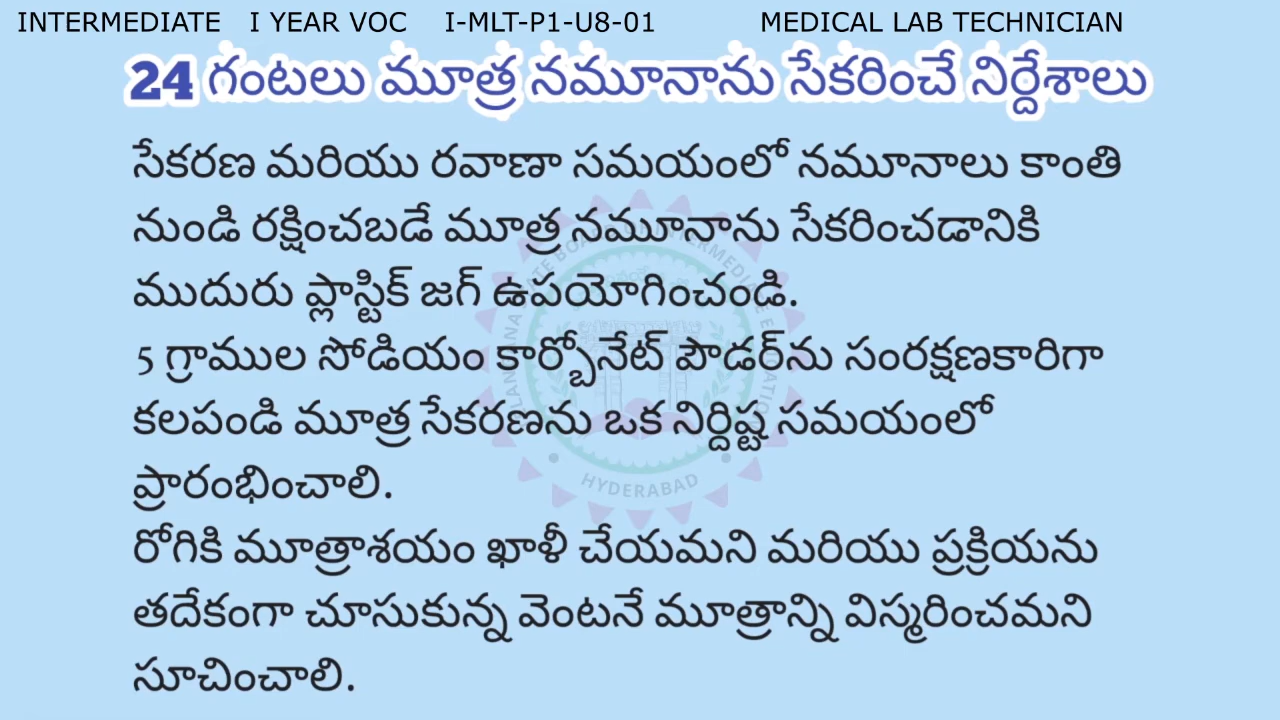 INTERMEDIATE I YEAR VOC I-MLT-P1-U8-01 MEDICAL LAB TECHNICIAN
24 గంటలు మూత్ర నమూనాను సేకరించే నిర్దేశాలు
సేకరణ మరియు రవాణా సమయంలో నమూనాలు కాంతి
నుండి రక్షించబడే మూత్ర నమూనాను సేకరించడానికి
ముదురు ప్లాస్టిక్ జగ్ ఉపయోగించండి.
5 గ్రాముల సోడియం కార్బోనేట్ పౌడర్‌ను సంరక్షణకారిగా
కలపండి మూత్ర సేకరణను ఒక నిర్దిష్ట సమయంలో
ప్రారంభించాలి.
రోగికి మూత్రాశయం ఖాళీ చేయమని మరియు ప్రక్రియను
తదేకంగా చూసుకున్న వెంటనే మూత్రాన్ని విస్మరించమని
సూచించాలి.
HYDERABAD